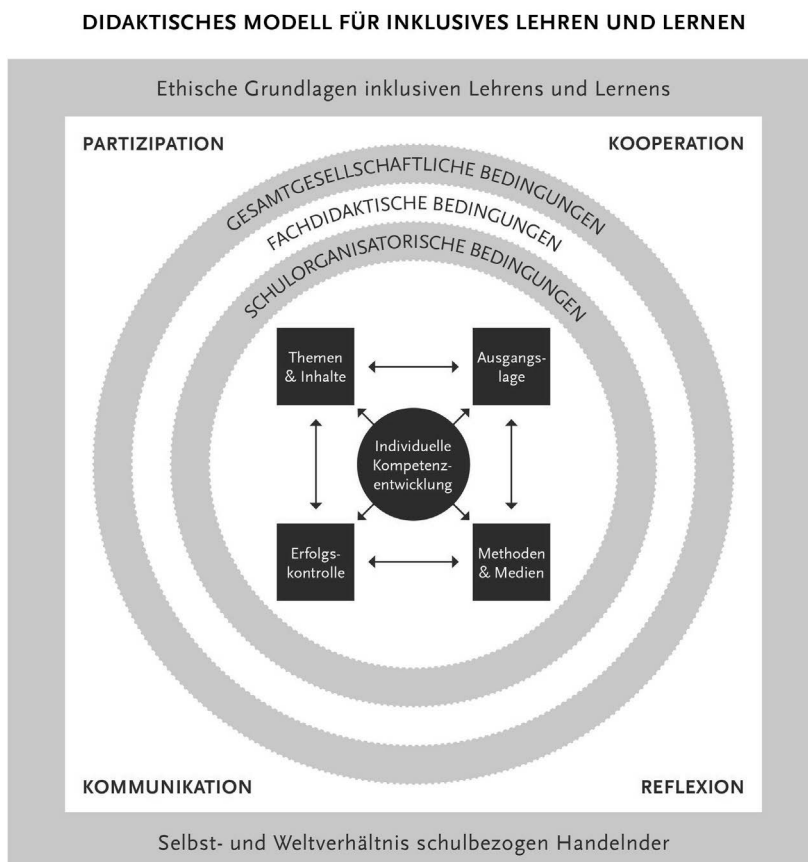 DIDAKTISCHES MODELL FÜR INKLUSIVES LEHREN UND LERNEN
Ethische Grundlagen inklusiven Lehrens und Lernens
PARTIZIPATION
KOOPERATION
GESAMTGESELLSCHAFTLICHE BEDINGUNGEN
FACHDIDAKTISCHE BEDINGUNGEN
SCHULORGANISATORISCHE BEDINGUNGEN
Themen
& Inhalte
Ausgangs-
lage
Individuelle
Kompetenz-
entwicklung
Erfolgs-
kontrolle
Methoden
& Medien
KOMMUNIKATION
REFLEXION
Selbst- und Weltverhältnis schulbezogen Handelnder